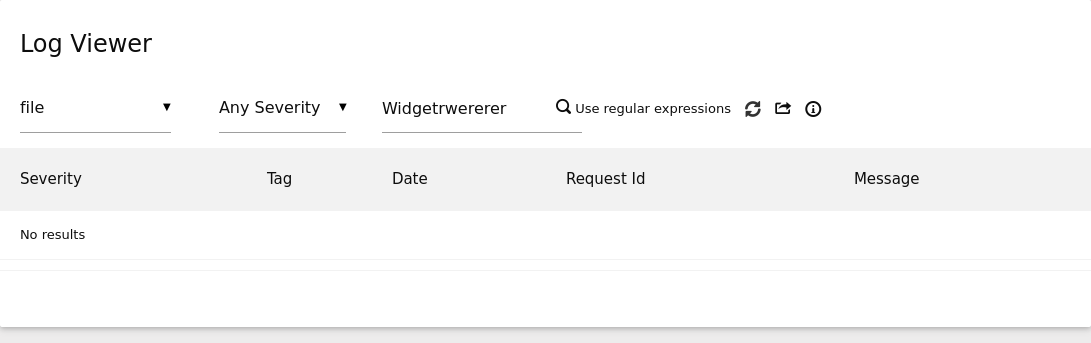 Log Viewer
file ▼ Any Severity ▼ Widgetrwererer Use regular expressions
Severity Tag Date Request Id Message
No results